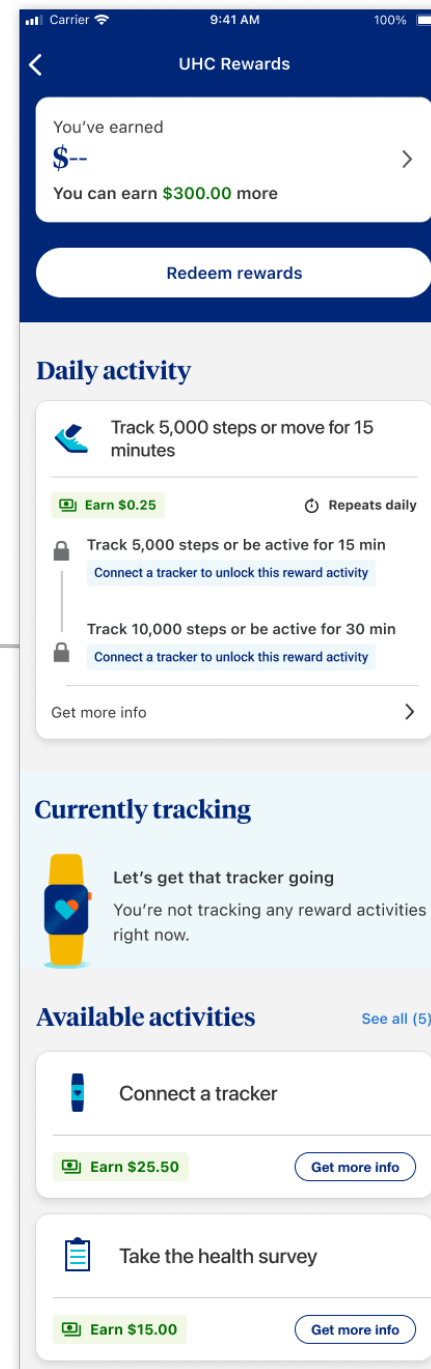 Carrier
9:41 AM
100%
UHC Rewards
You've earned
$--
You can earn $300.00 more
Redeem rewards
Daily activity
Track 5,000 steps or move for 15
minutes
Earn $0.25
Repeats daily
Track 5,000 steps or be active for 15 min
Connect a tracker to unlock this reward activity
Track 10,000 steps or be active for 30 min
Connect a tracker to unlock this reward activity
Get more info
Currently tracking
Let's get that tracker going
You're not tracking any reward activities
right now.
Available activities
See all (5)
Connect a tracker
Earn $25.50
Get more info
Take the health survey
Earn $15.00
Get more info